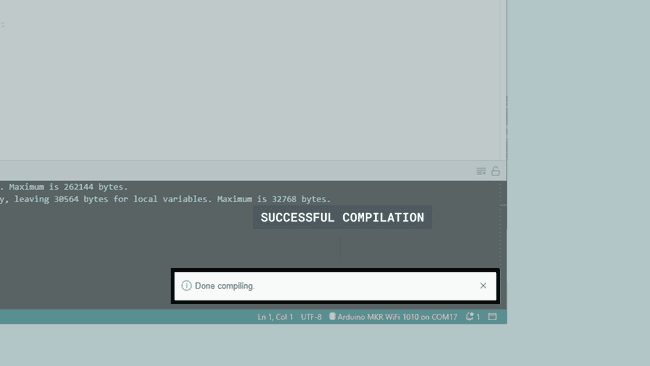 . Maximum is 262144 bytes.
y, leaving 30564 bytes for local variables. Maximum is 32768 bytes.
SUCCESSFUL COMPILATION
Done compiling.
Ln 1, Col 1 UTF-8 Arduino MKR WiFi 1010 on COM17 1